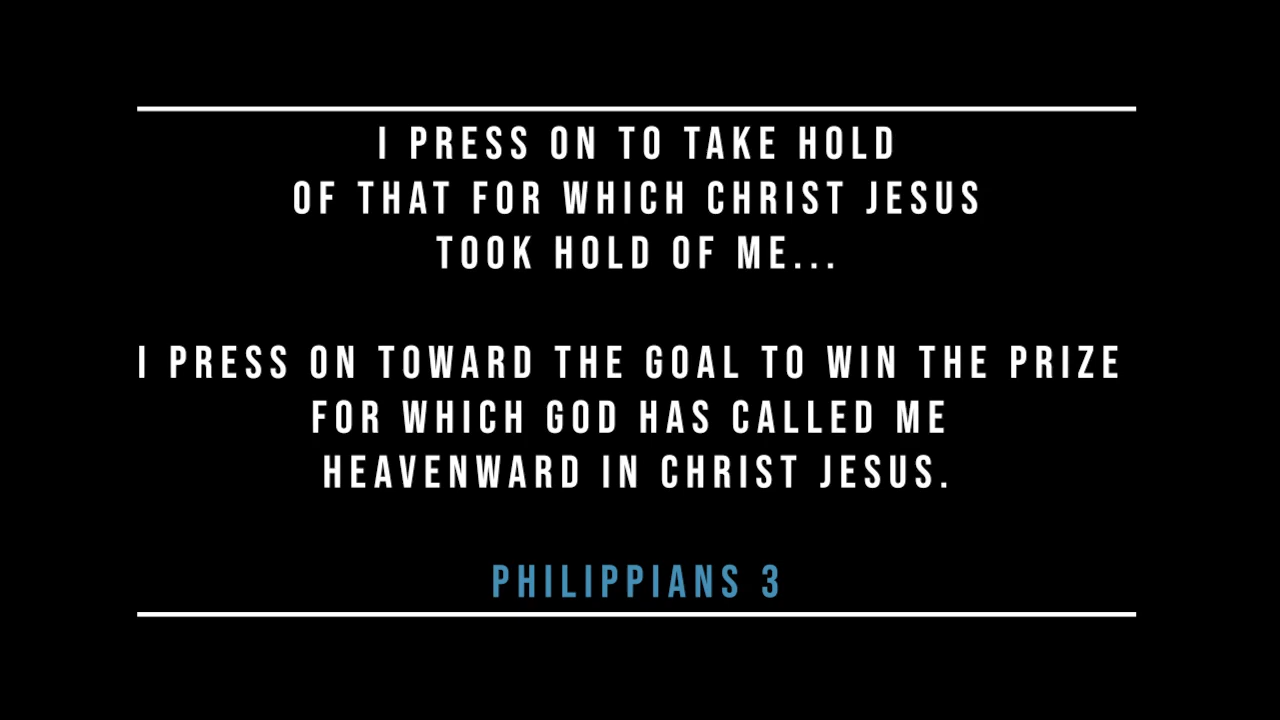 I PRESS ON TO TAKE HOLD
OF THAT FOR WHICH CHRIST JESUS
TOOK HOLD OF ME...
I PRESS ON TOWARD THE GOAL TO WIN THE PRIZE
FOR WHICH GOD HAS CALLED ME
HEAVENWARD IN CHRIST JESUS.
PHILIPPIANS 3